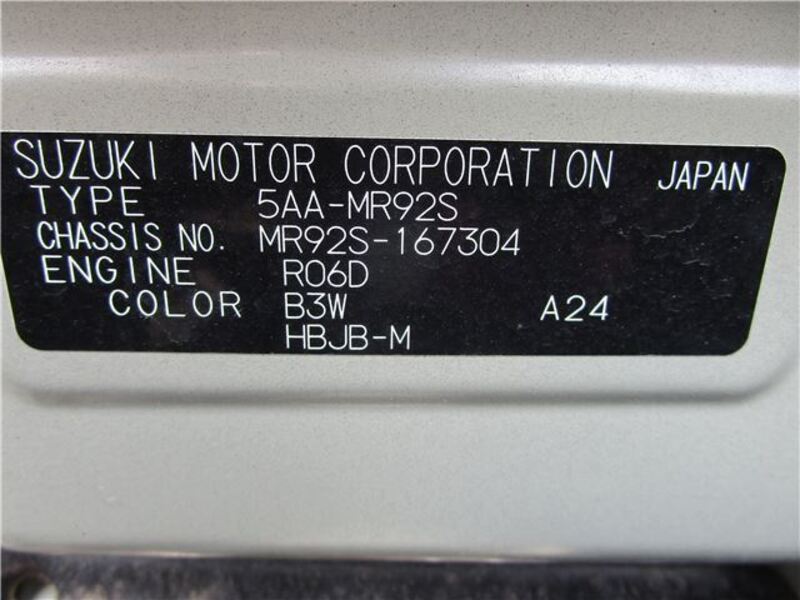 SUZUKI MOTOR CORPORATION JAPAN
TYPE 5AA-MR92S
CHASSIS NO. MR92S-167304
ENGINE R06D
COLOR B3W A24
HBJB-M